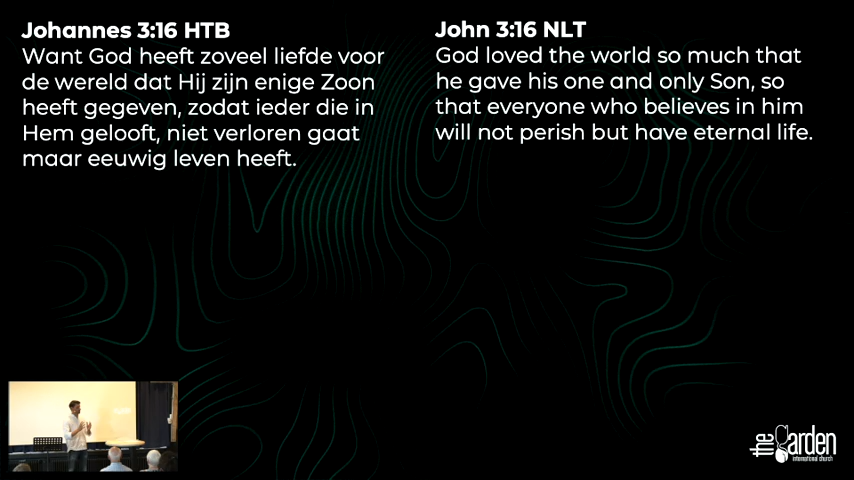 Johannes 3:16 HTB
Want God heeft zoveel liefde voor
de wereld dat Hij zijn enige Zoon
heeft gegeven, zodat ieder die in
Hem gelooft, niet verloren gaat
maar eeuwig leven heeft.
John 3:16 NLT
God loved the world so much that
he gave his one and only Son, so
that everyone who believes in him
will not perish but have eternal life.
the Garden
international church